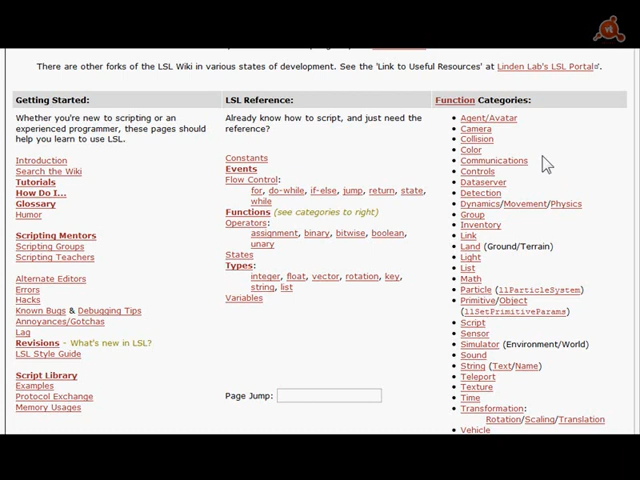 vt
There are other forks of the LSL Wiki in various states of development. See the 'Link to Useful Resources' at Linden Lab's LSL Portal.
Getting Started:
Whether you're new to scripting or an
experienced programmer, these pages should
help you learn to use LSL.
Introduction
Search the Wiki
Tutorials
How Do I...
Glossary
Humor
Scripting Mentors
Scripting Groups
Scripting Teachers
Alternate Editors
Errors
Hacks
Known Bugs & Debugging Tips
Annoyances/Gotchas
Lag
Revisions - What's new in LSL?
LSL Style Guide
Script Library
Examples
Protocol Exchange
Memory Usages
LSL Reference:
Already know how to script, and just need the
reference?
Constants
Events
Flow Control:
for, do-while, if-else, jump, return, state,
while
Functions (see categories to right)
Operators:
assignment, binary, bitwise, boolean,
unary
States
Types:
integer, float, vector, rotation, key,
string, list
Variables
Page Jump:
Function Categories:
Agent/Avatar
Camera
Collision
Color
Communications
Controls
Dataserver
Detection
Dynamics/Movement/Physics
Group
Inventory
Link
Land (Ground/Terrain)
Light
List
Math
Particle (llParticleSystem)
Primitive/Object
(llSetPrimitiveParams)
Script
Sensor
Simulator (Environment/World)
Sound
String (Text/Name)
Teleport
Texture
Time
Transformation:
Rotation/Scaling/Translation
Vehicle